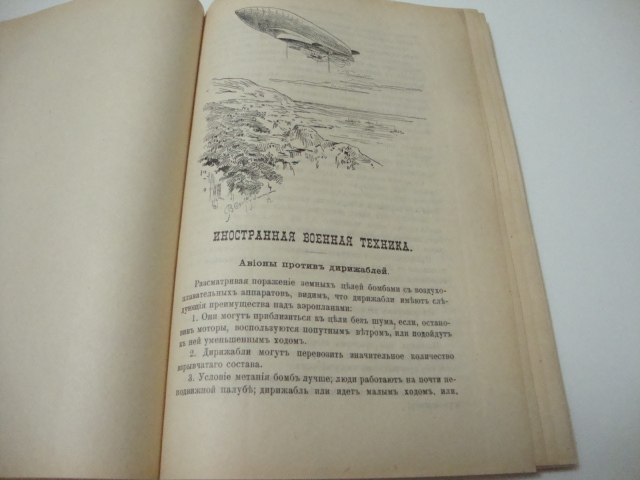 ИНОСТРАННАЯ ВОЕННАЯ ТЕХНИКА.
Авіоны противъ дирижаблей.
Разсматривая пораженіе земныхъ цѣлей бомбами съ воздухо-
плавательныхъ аппаратовъ, видимъ, что дирижабли имѣютъ слѣ-
дующія преимущества надъ аэропланами:
1. Они могутъ приблизиться къ цѣли безъ шума, если, остано-
вивъ моторы, воспользуются попутнымъ вѣтромъ, или подойдутъ
къ ней уменьшеннымъ ходомъ.
2. Дирижабли могутъ перевозить значительное количество
взрывчатаго состава.
3. Условіе метанія бомбъ лучше; люди работаютъ на почти не-
подвижной палубѣ; дирижабль или идетъ малымъ ходомъ, или,